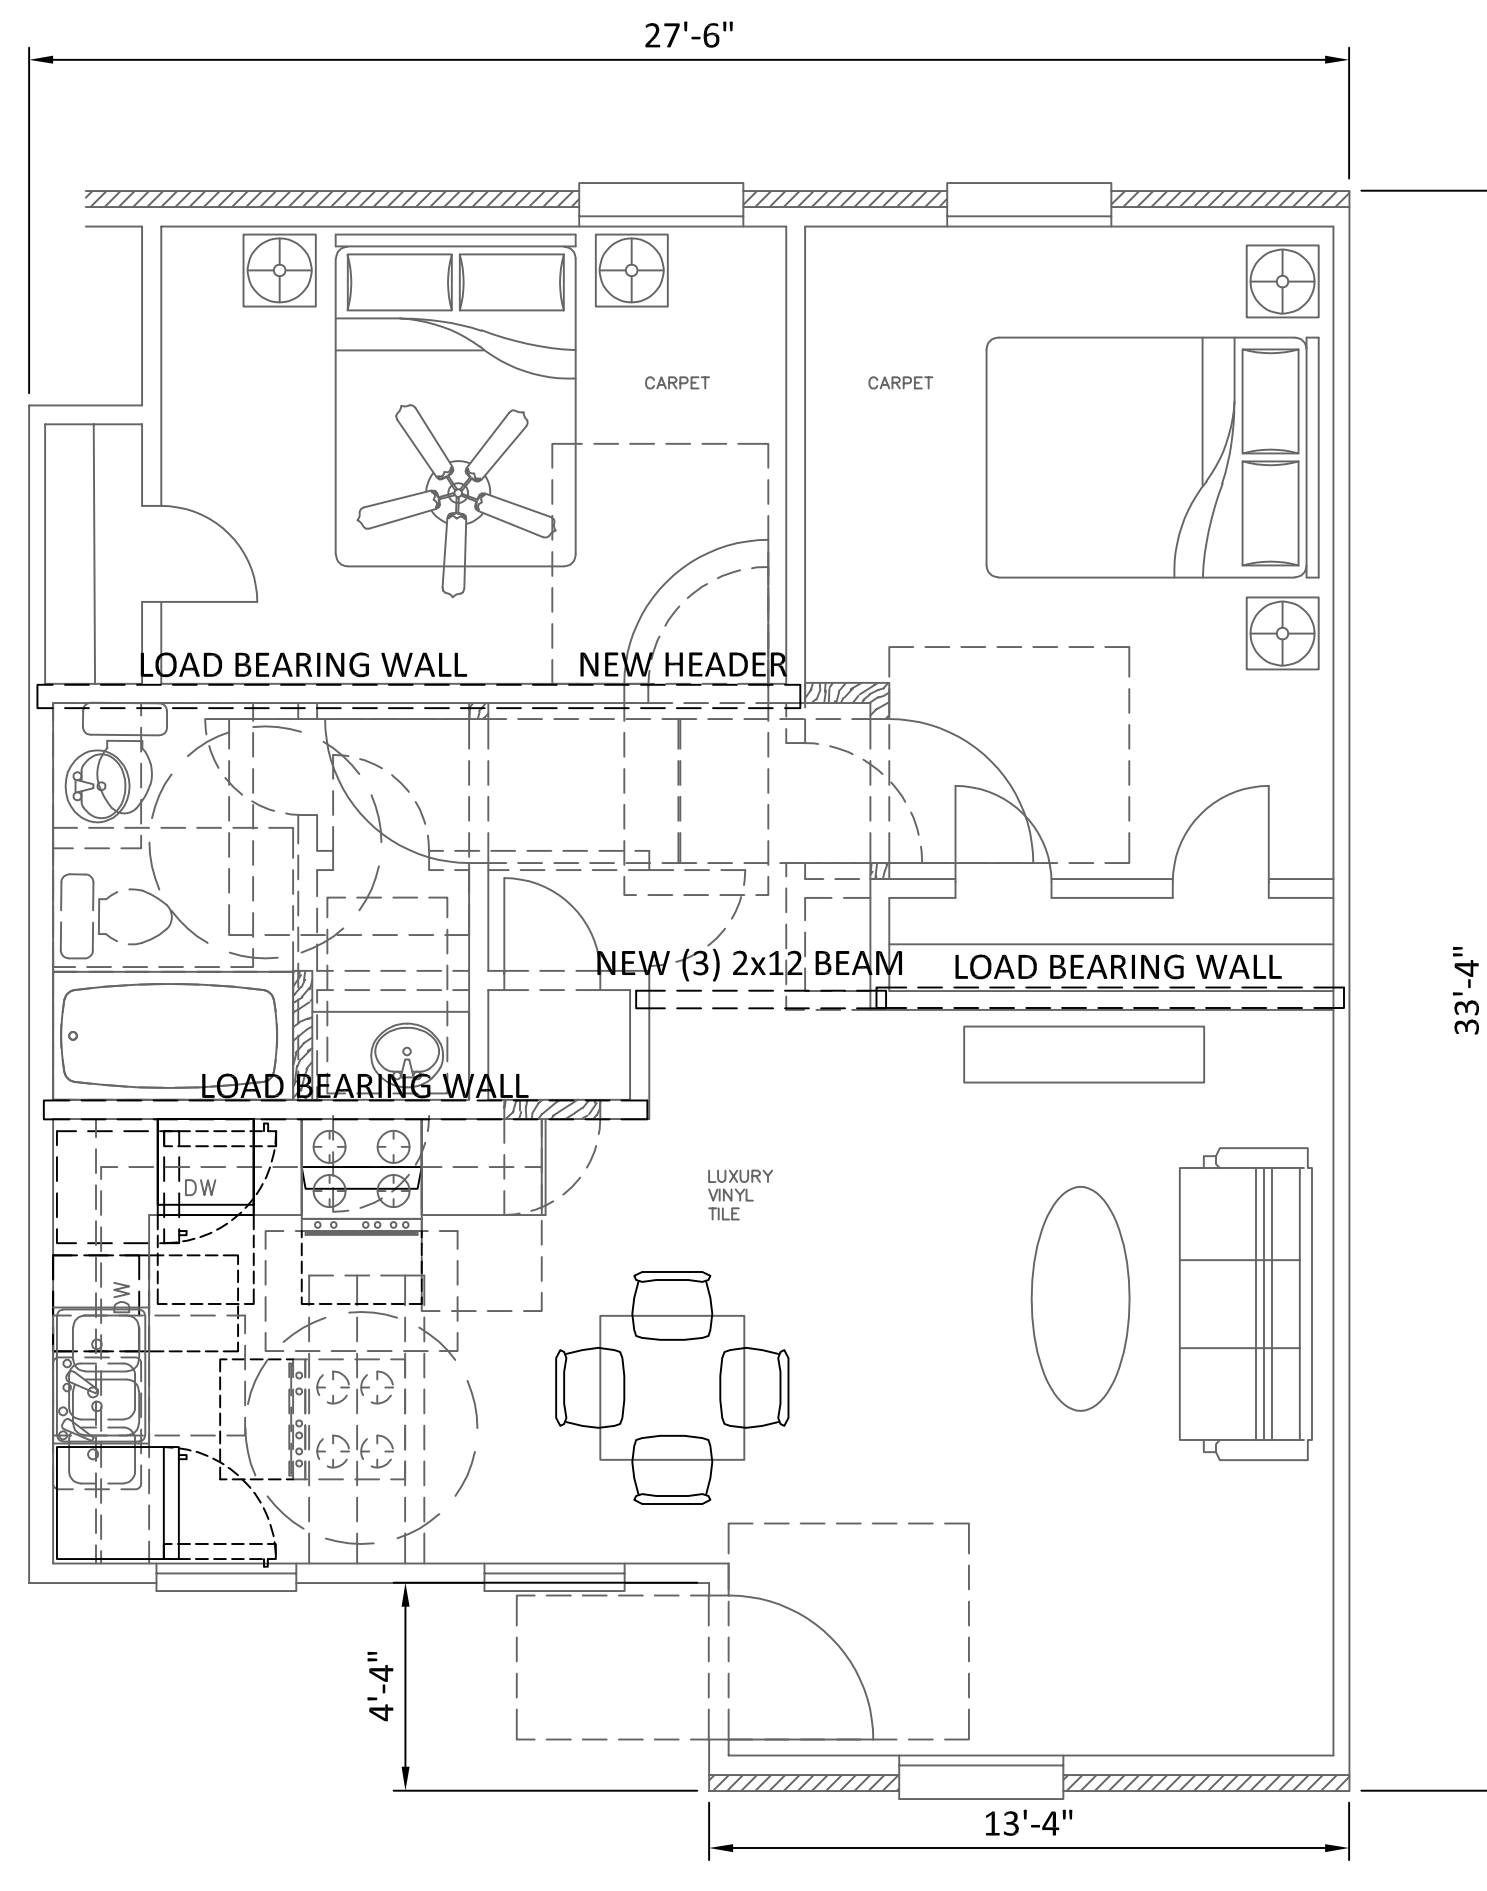 27'-6"
CARPET
CARPET
LOAD BEARING WALL
NEW HEADER
NEW (3) 2x12 BEAM
LOAD BEARING WALL
33'-4"
LOAD BEARING WALL
DW
LUXURY
VINYL
TILE
DW
4'-4"
13'-4"